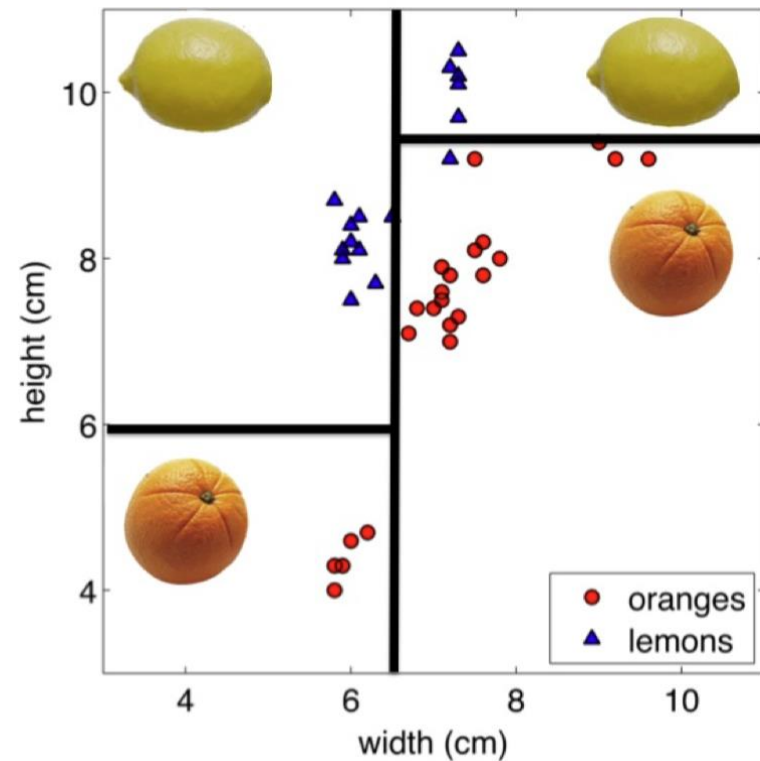 10
8
6
4
height (cm)
4 6 8 10
width (cm)
oranges
lemons